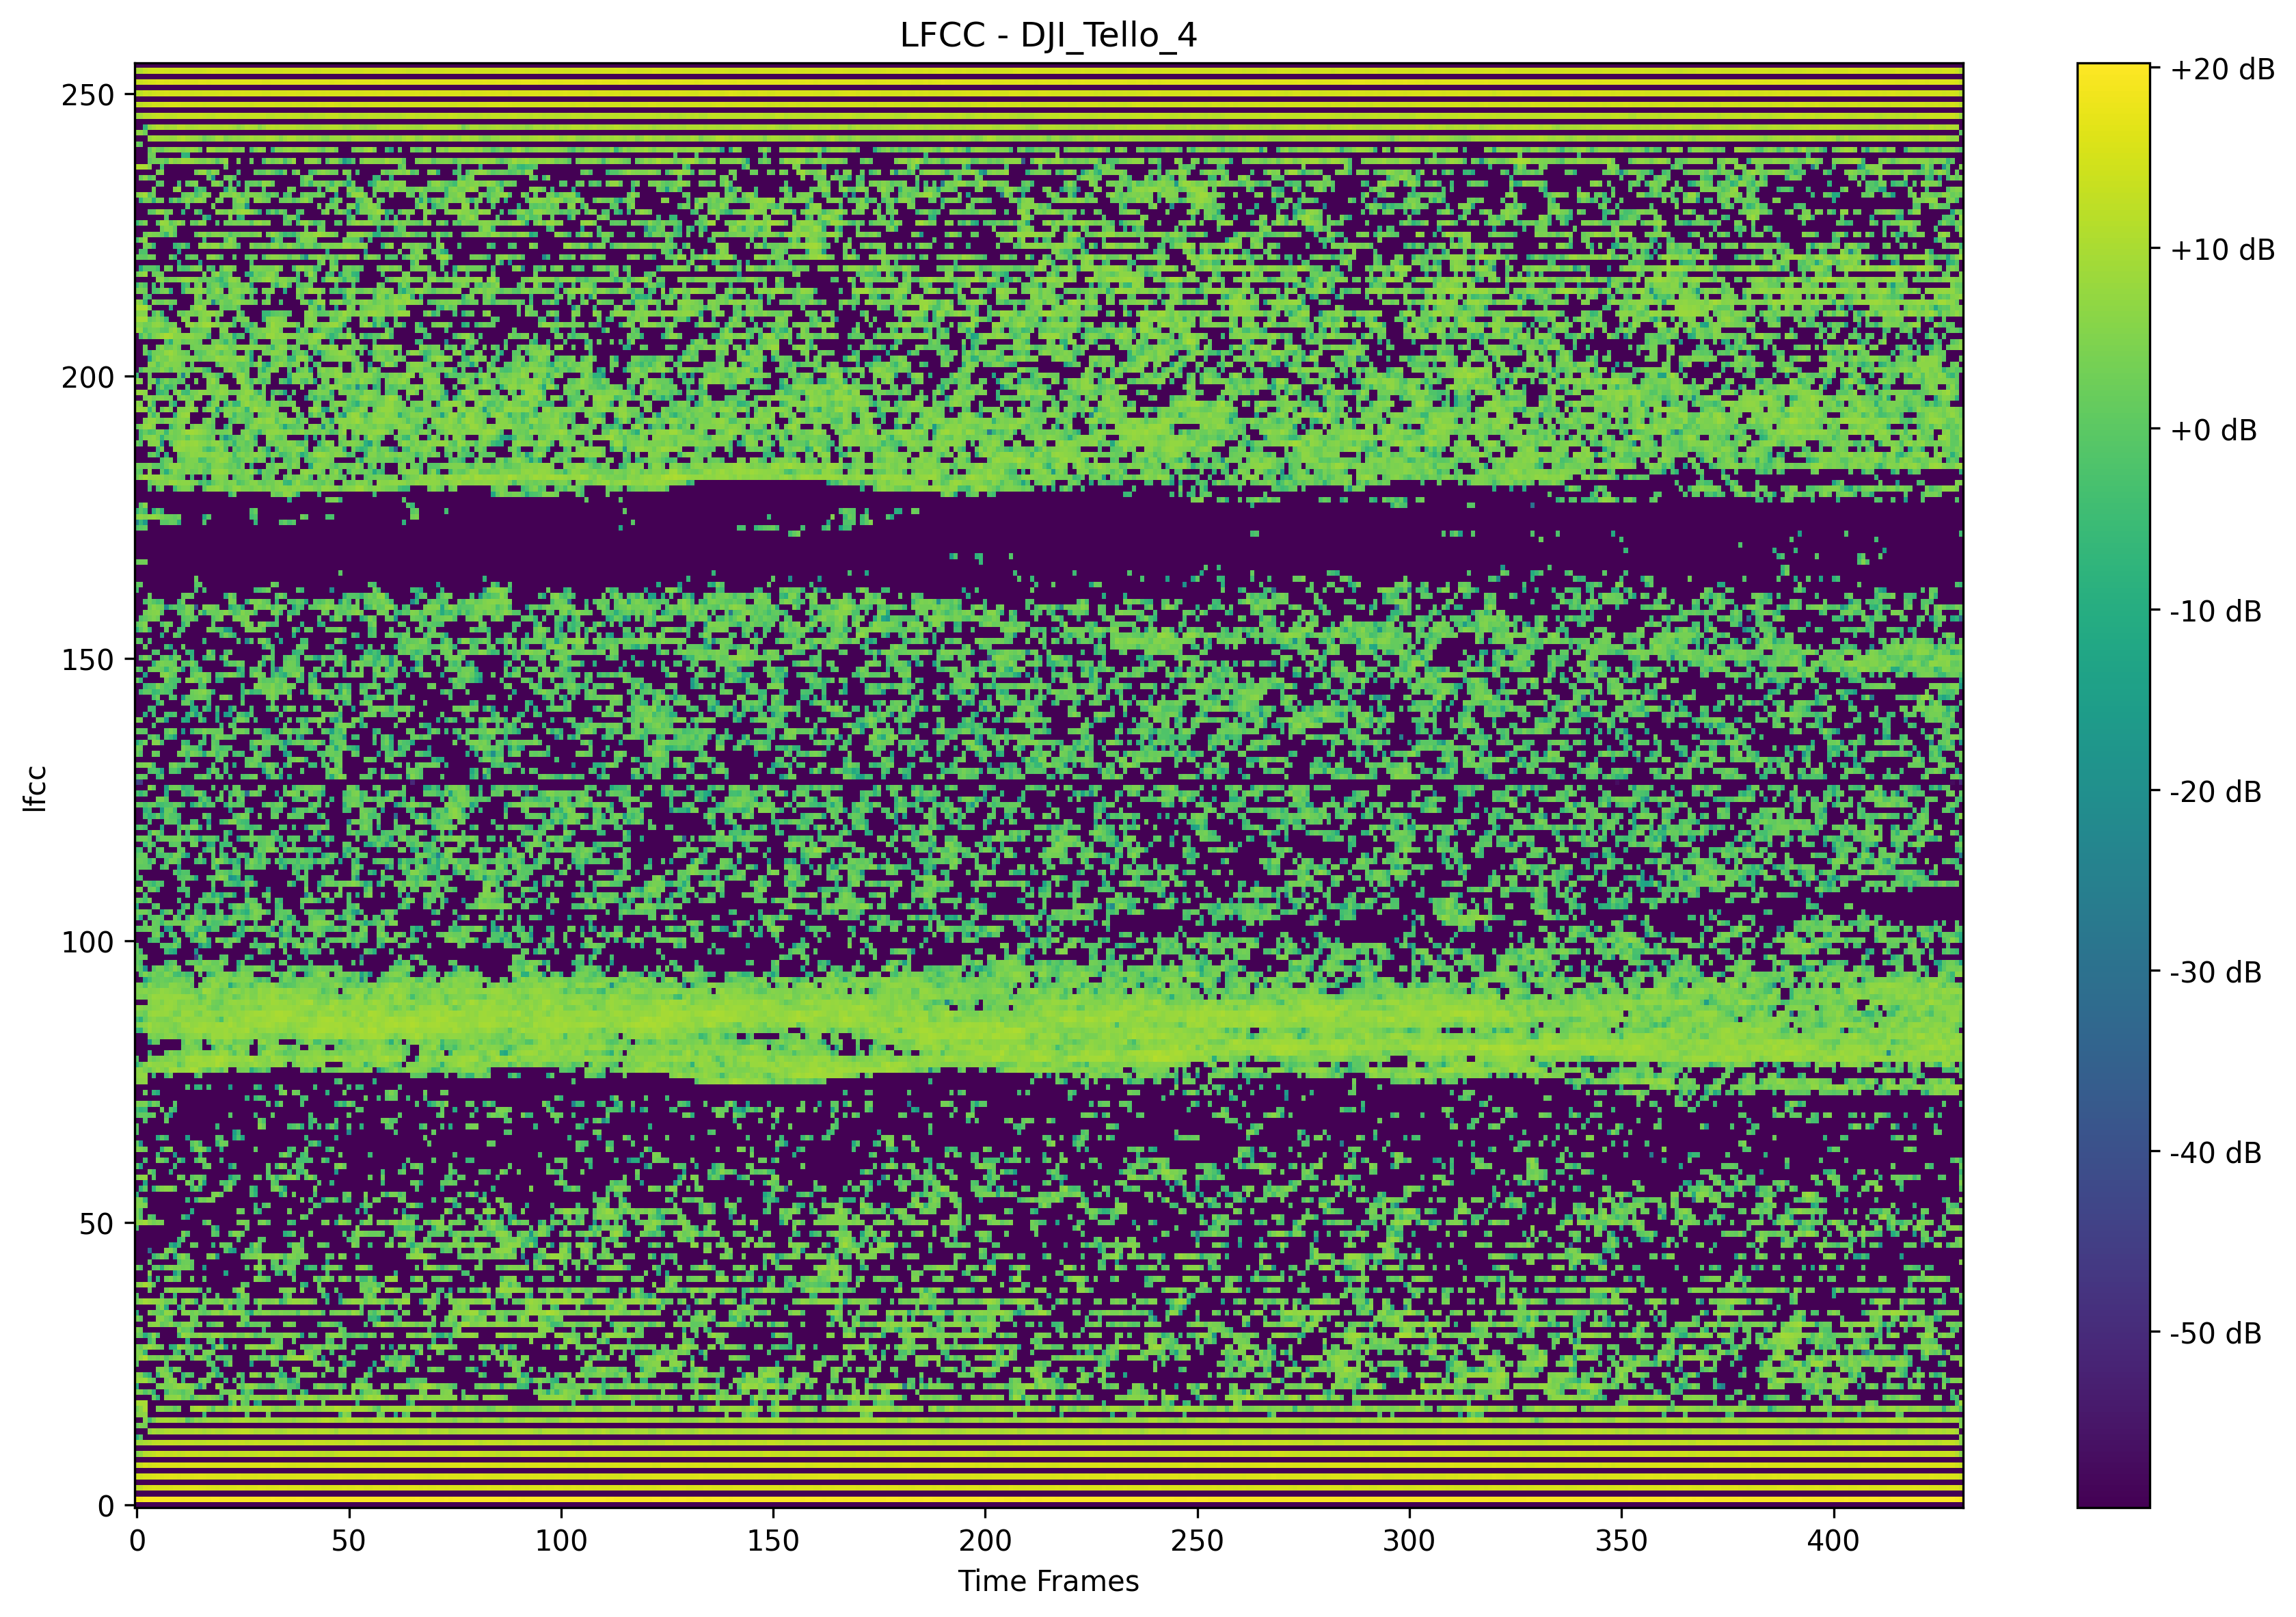 LFCC - DJI_Tello_4
250
200
150
100
50
0
lfcc
0 50 100 150 200 250 300 350 400
Time Frames
+20 dB
+10 dB
+0 dB
-10 dB
-20 dB
-30 dB
-40 dB
-50 dB